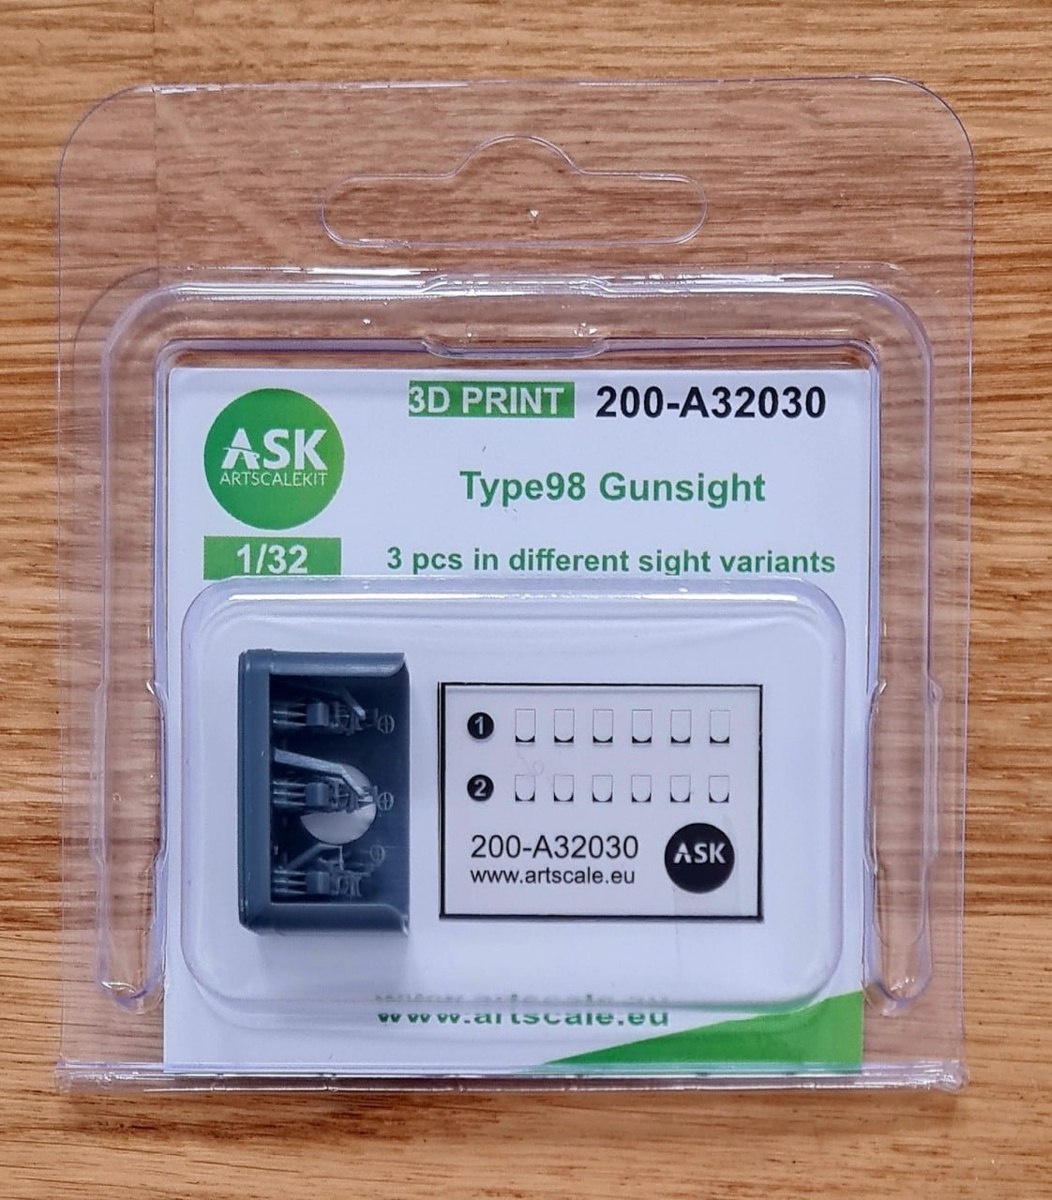 3D PRINT 200-A32030
ASK
ARTSCALEKIT
Type98 Gunsight
1/32
3 pcs in different sight variants
1
2
200-A32030
www.artscale.eu
ASK
www.artscale.eu